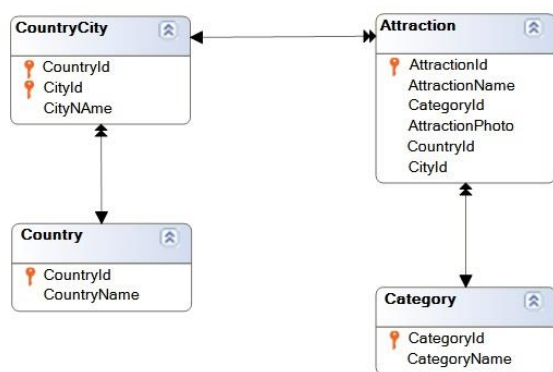 CountryCity
CountryId
CityId
CityNAme
Attraction
AttractionId
AttractionName
CategoryId
AttractionPhoto
CountryId
CityId
Country
CountryId
CountryName
Category
CategoryId
CategoryName